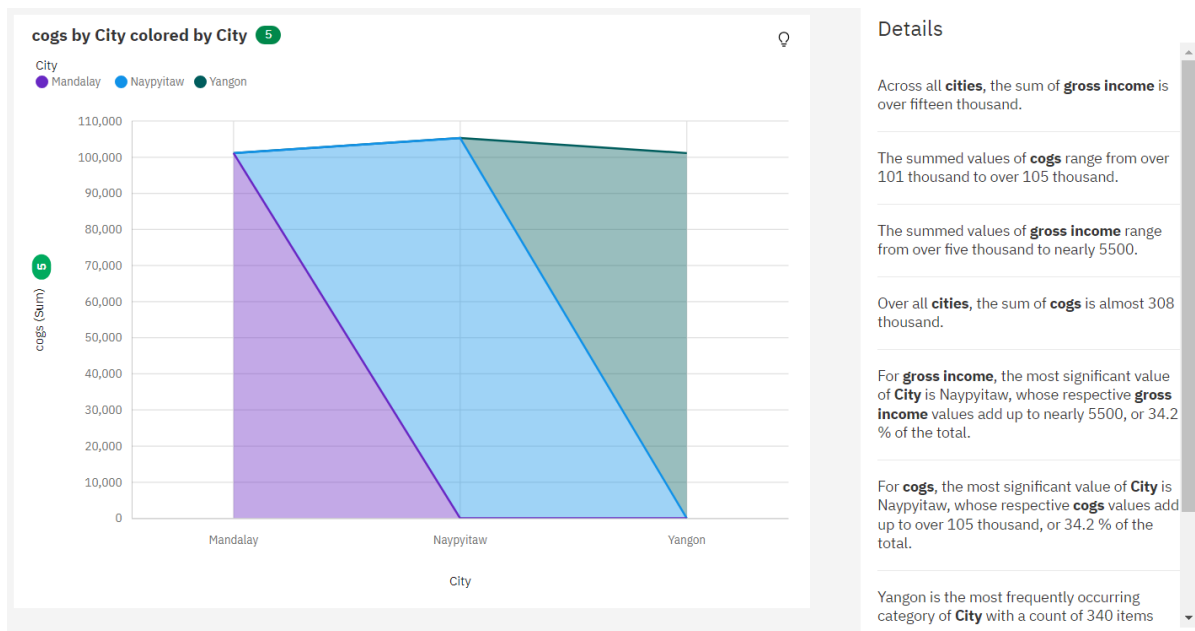 cogs by City colored by City 5
City
Mandalay Naypyitaw Yangon
110,000
100,000
90,000
80,000
70,000
60,000
50,000
40,000
30,000
20,000
10,000
0
cogs (Sum) 5
Mandalay Naypyitaw Yangon
City
Details
Across all cities, the sum of gross income is
over fifteen thousand.
The summed values of cogs range from over
101 thousand to over 105 thousand.
The summed values of gross income range
from over five thousand to nearly 5500.
Over all cities, the sum of cogs is almost 308
thousand.
For gross income, the most significant value
of City is Naypyitaw, whose respective gross
income values add up to nearly 5500, or 34.2
% of the total.
For cogs, the most significant value of City is
Naypyitaw, whose respective cogs values add
up to over 105 thousand, or 34.2 % of the
total.
Yangon is the most frequently occurring
category of City with a count of 340 items